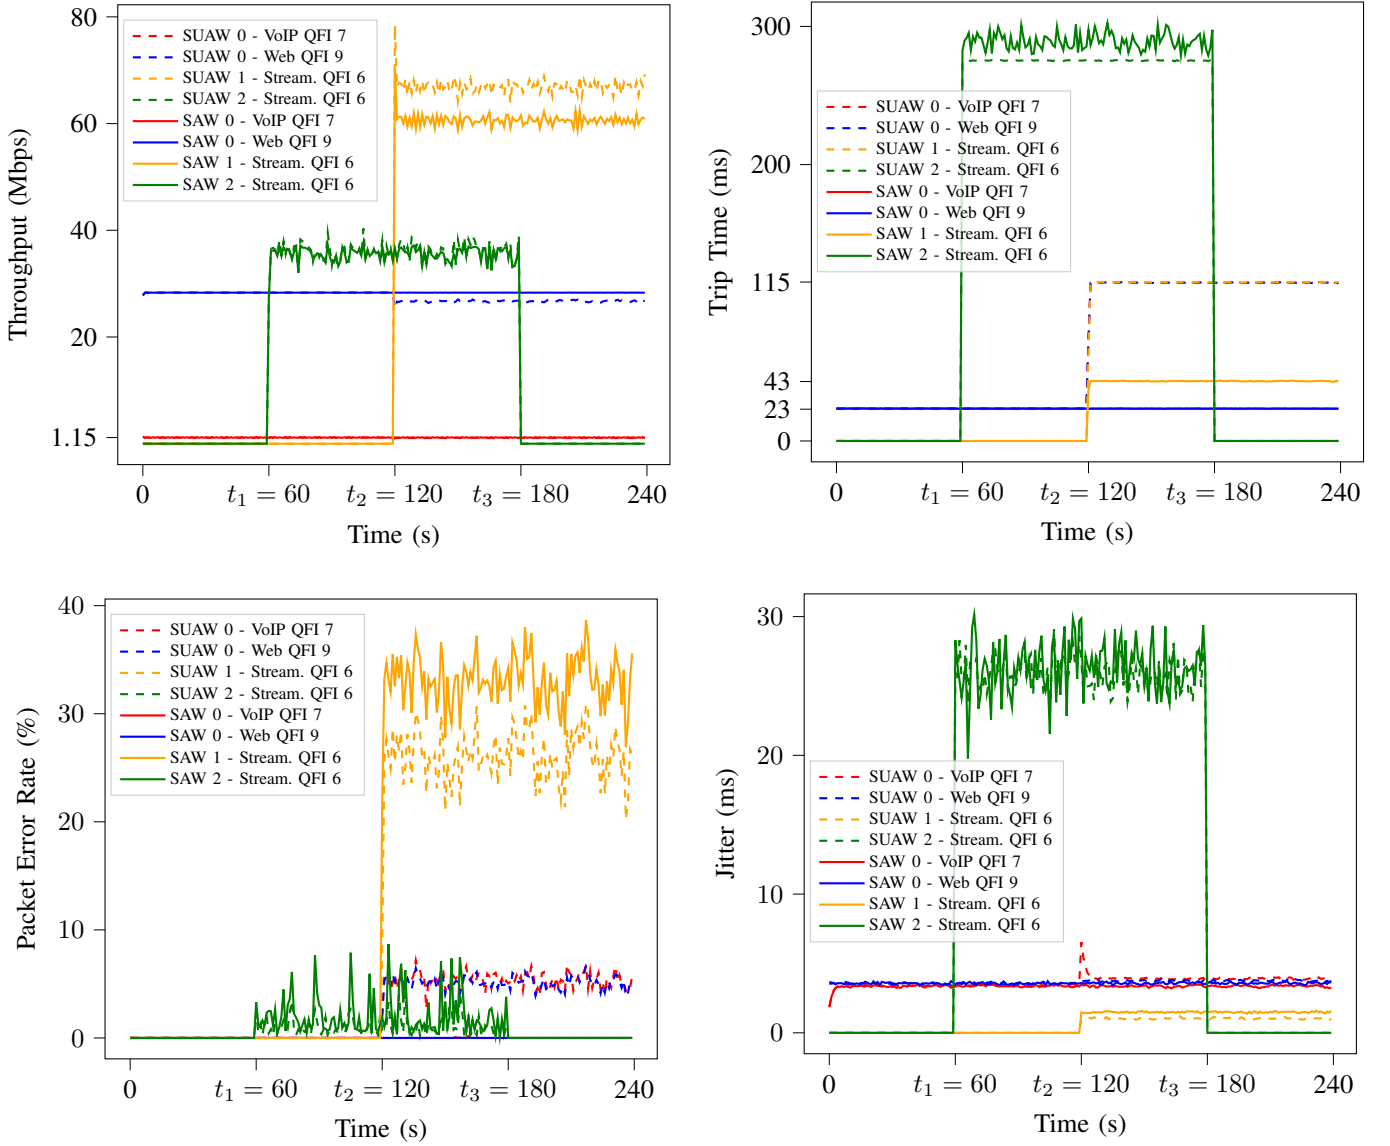 80
60
40
20
1.15
Throughput (Mbps)
SUAW 0 - VoIP QFI 7
SUAW 0 - Web QFI 9
SUAW 1 - Stream. QFI 6
SUAW 2 - Stream. QFI 6
SAW 0 - VoIP QFI 7
SAW 0 - Web QFI 9
SAW 1 - Stream. QFI 6
SAW 2 - Stream. QFI 6
0 t₁ = 60 t₂ = 120 t₃ = 180 240
Time (s)
300
200
115
43
23
0
Trip Time (ms)
SUAW 0 - VoIP QFI 7
SUAW 0 - Web QFI 9
SUAW 1 - Stream. QFI 6
SUAW 2 - Stream. QFI 6
SAW 0 - VoIP QFI 7
SAW 0 - Web QFI 9
SAW 1 - Stream. QFI 6
SAW 2 - Stream. QFI 6
0 t₁ = 60 t₂ = 120 t₃ = 180 240
Time (s)
40
30
20
10
0
Packet Error Rate (%)
SUAW 0 - VoIP QFI 7
SUAW 0 - Web QFI 9
SUAW 1 - Stream. QFI 6
SUAW 2 - Stream. QFI 6
SAW 0 - VoIP QFI 7
SAW 0 - Web QFI 9
SAW 1 - Stream. QFI 6
SAW 2 - Stream. QFI 6
0 t₁ = 60 t₂ = 120 t₃ = 180 240
Time (s)
30
20
10
0
Jitter (ms)
SUAW 0 - VoIP QFI 7
SUAW 0 - Web QFI 9
SUAW 1 - Stream. QFI 6
SUAW 2 - Stream. QFI 6
SAW 0 - VoIP QFI 7
SAW 0 - Web QFI 9
SAW 1 - Stream. QFI 6
SAW 2 - Stream. QFI 6
0 t₁ = 60 t₂ = 120 t₃ = 180 240
Time (s)